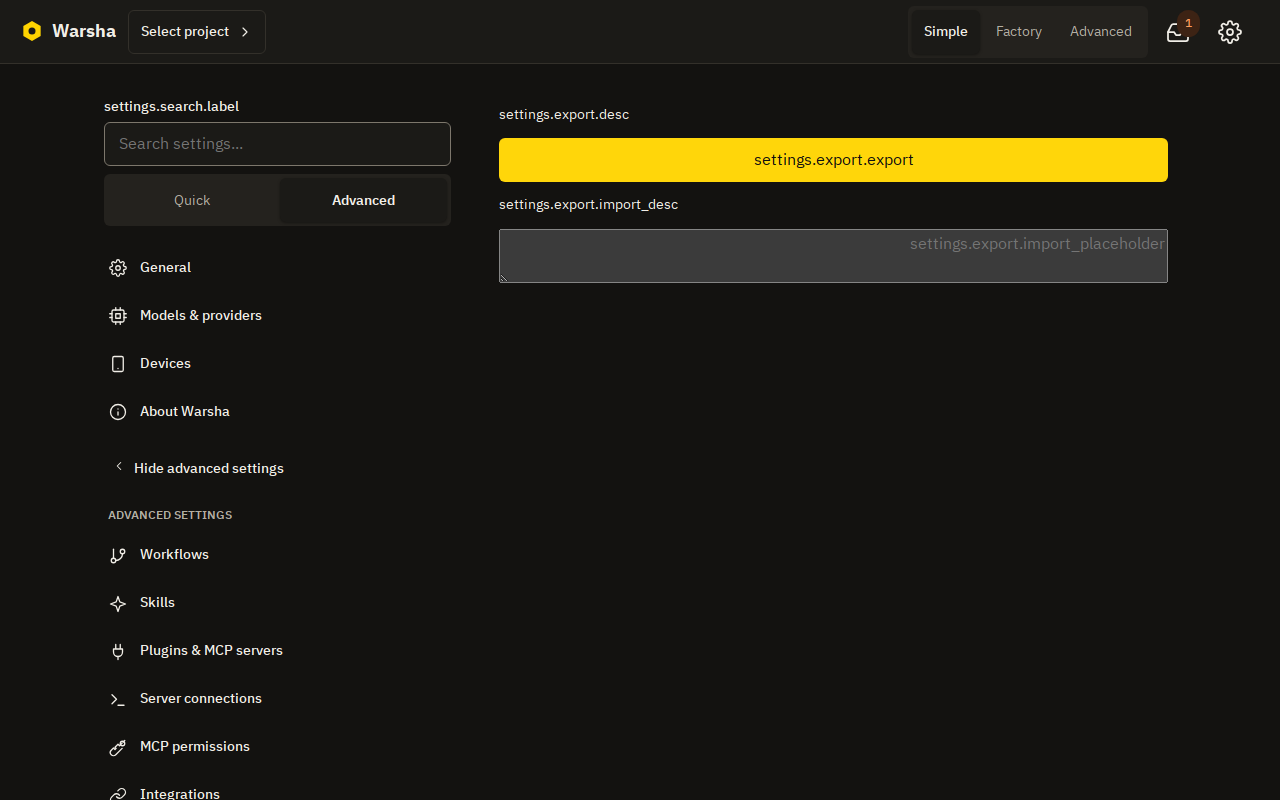 Warsha
Select project
Simple
Factory
Advanced
1
settings.search.label
Search settings...
Quick
Advanced
General
Models & providers
Devices
About Warsha
Hide advanced settings
ADVANCED SETTINGS
Workflows
Skills
Plugins & MCP servers
Server connections
MCP permissions
Integrations
settings.export.desc
settings.export.export
settings.export.import_desc
settings.export.import_placeholder